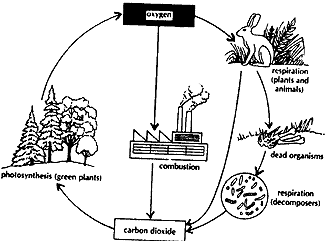 oxygen
respiration
(plants and
animals)
dead organisms
combustion
photosynthesis (green plants)
respiration
(decomposers)
carbon dioxide